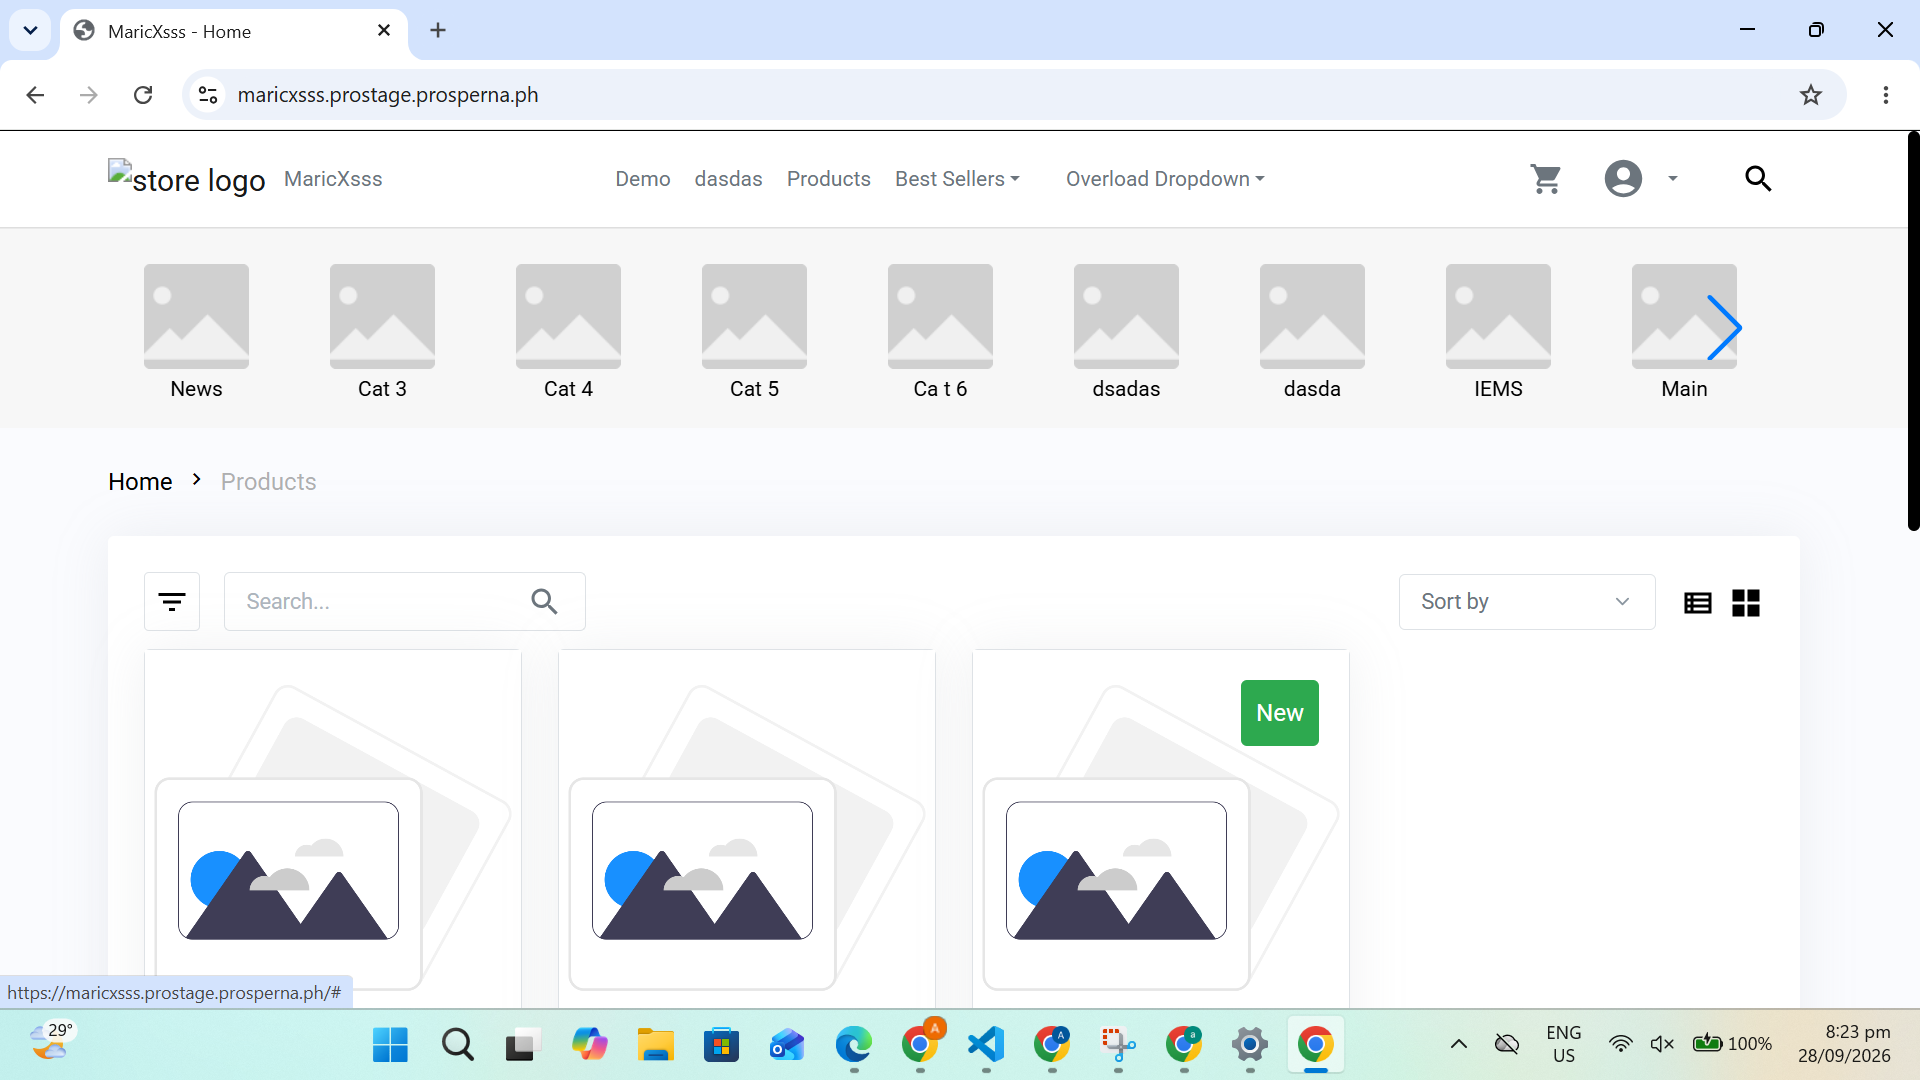 MaricXsss - Home
maricxsss.prostage.prosperna.ph
store logo MaricXsss Demo dasdas Products Best Sellers Overload Dropdown
News Cat 3 Cat 4 Cat 5 Ca t 6 dsadas dasda IEMS Main
Home Products
Search... Sort by
New
https://maricxsss.prostage.prosperna.ph/#
29°
A
A
a
ENG
US
100%
8:23 pm
28/09/2026